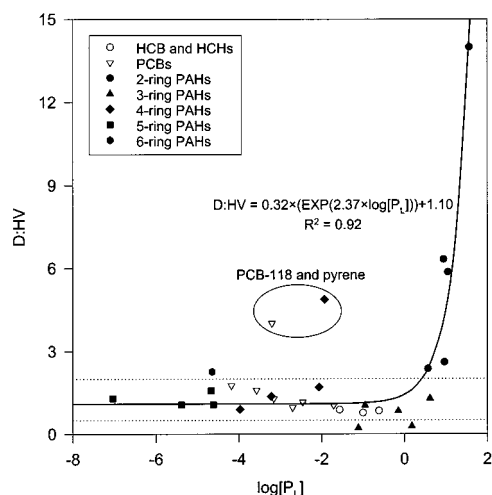 HCB and HCHs
PCBs
2-ring PAHs
3-ring PAHs
4-ring PAHs
5-ring PAHs
6-ring PAHs
D:HV = 0.32×(EXP(2.37×log[P_L]))+1.10
R² = 0.92
PCB-118 and pyrene
D:HV
15
12
9
6
3
0
-8 -6 -4 -2 0 2
log[P_L]